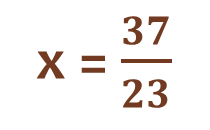 x = 37/23